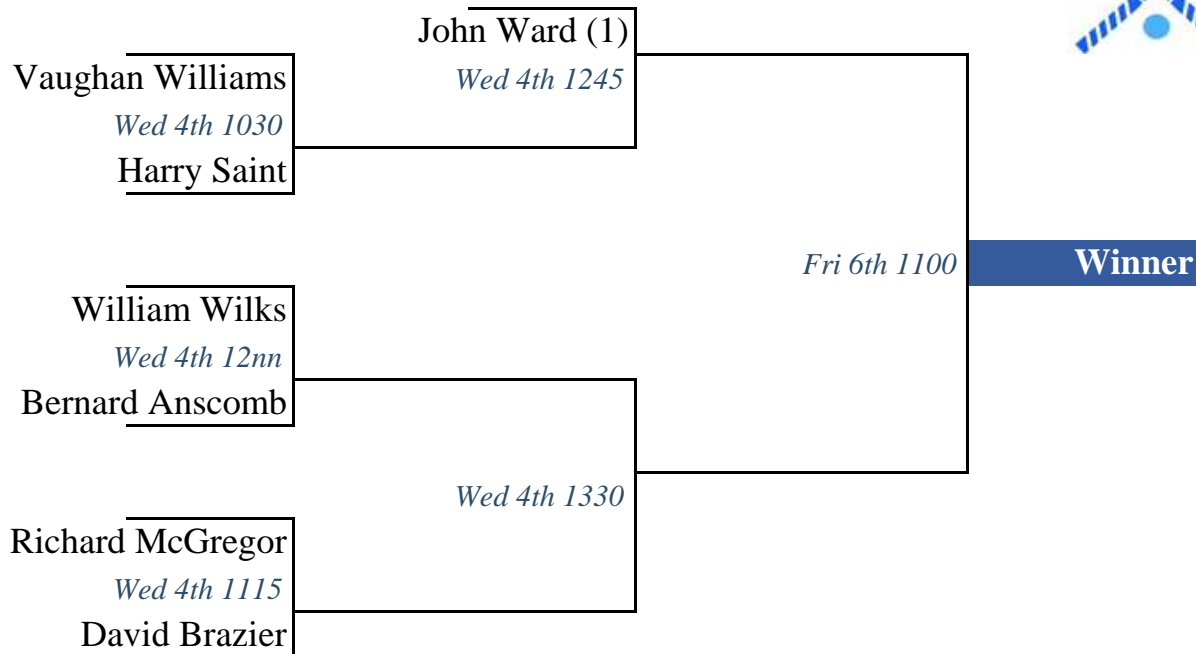 John Ward (1)
Vaughan Williams
Wed 4th 1245
Wed 4th 1030
Harry Saint
Fri 6th 1100
Winner
William Wilks
Wed 4th 12nn
Bernard Anscomb
Wed 4th 1330
Richard McGregor
Wed 4th 1115
David Brazier